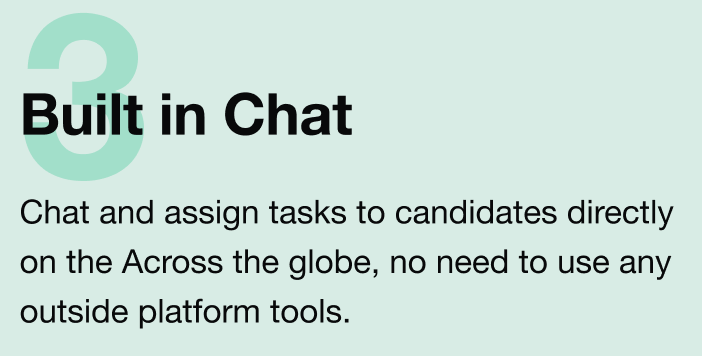 3
Built in Chat
Chat and assign tasks to candidates directly
on the Across the globe, no need to use any
outside platform tools.